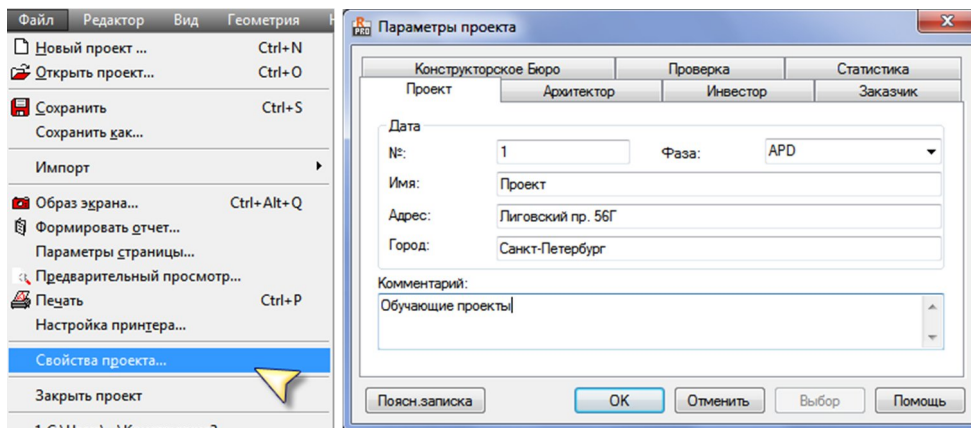 Файл Редактор Вид Геометрия
Новый проект ... Ctrl+N
Открыть проект... Ctrl+O
Сохранить Ctrl+S
Сохранить как...
Импорт
Образ экрана... Ctrl+Alt+Q
Формировать отчет...
Параметры страницы...
Предварительный просмотр...
Печать Ctrl+P
Настройка принтера...
Свойства проекта...
Закрыть проект
R PRO Параметры проекта
Конструкторское Бюро Проверка Статистика
Проект Архитектор Инвестор Заказчик
Дата
№: 1 Фаза: APD
Имя: Проект
Адрес: Лиговский пр. 56Г
Город: Санкт-Петербург
Комментарий:
Обучающие проекты
Поясн.записка OK Отменить Выбор Помощь